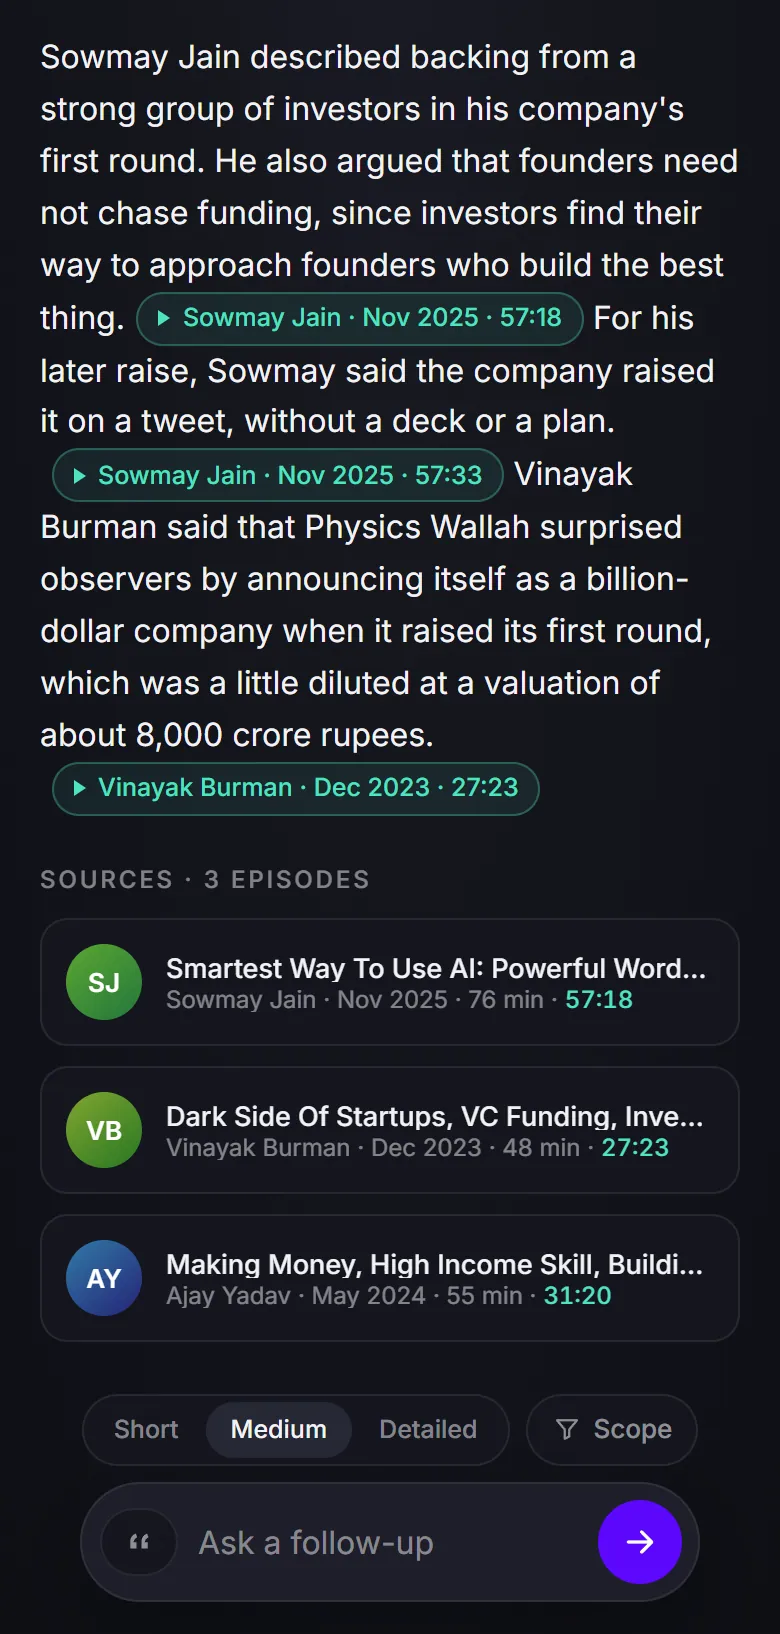 Sowmay Jain described backing from a
strong group of investors in his company's
first round. He also argued that founders need
not chase funding, since investors find their
way to approach founders who build the best
thing. Sowmay Jain · Nov 2025 · 57:18 For his
later raise, Sowmay said the company raised
it on a tweet, without a deck or a plan.
Sowmay Jain · Nov 2025 · 57:33 Vinayak
Burman said that Physics Wallah surprised
observers by announcing itself as a billion-
dollar company when it raised its first round,
which was a little diluted at a valuation of
about 8,000 crore rupees.
Vinayak Burman · Dec 2023 · 27:23
SOURCES · 3 EPISODES
SJ
Smartest Way To Use AI: Powerful Word...
Sowmay Jain · Nov 2025 · 76 min · 57:18
VB
Dark Side Of Startups, VC Funding, Inve...
Vinayak Burman · Dec 2023 · 48 min · 27:23
AY
Making Money, High Income Skill, Buildi...
Ajay Yadav · May 2024 · 55 min · 31:20
Short Medium Detailed Scope
Ask a follow-up